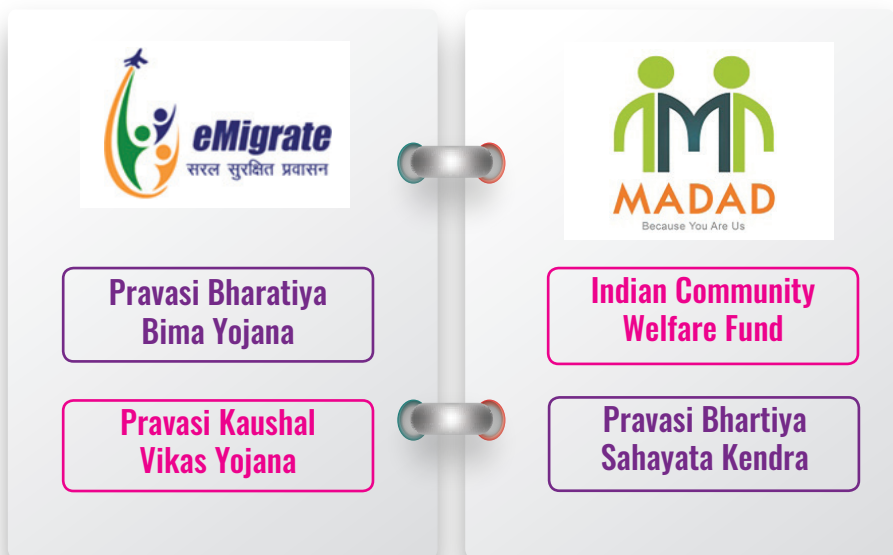 eMigrate
सरल सुरक्षित प्रवासन
Pravasi Bharatiya
Bima Yojana
Pravasi Kaushal
Vikas Yojana
MADAD
Because You Are Us
Indian Community
Welfare Fund
Pravasi Bhartiya
Sahayata Kendra